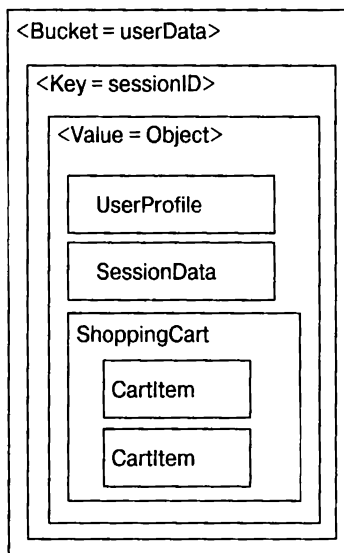 <Bucket = userData>
<Key = sessionID>
<Value = Object>
UserProfile
SessionData
ShoppingCart
CartItem
CartItem